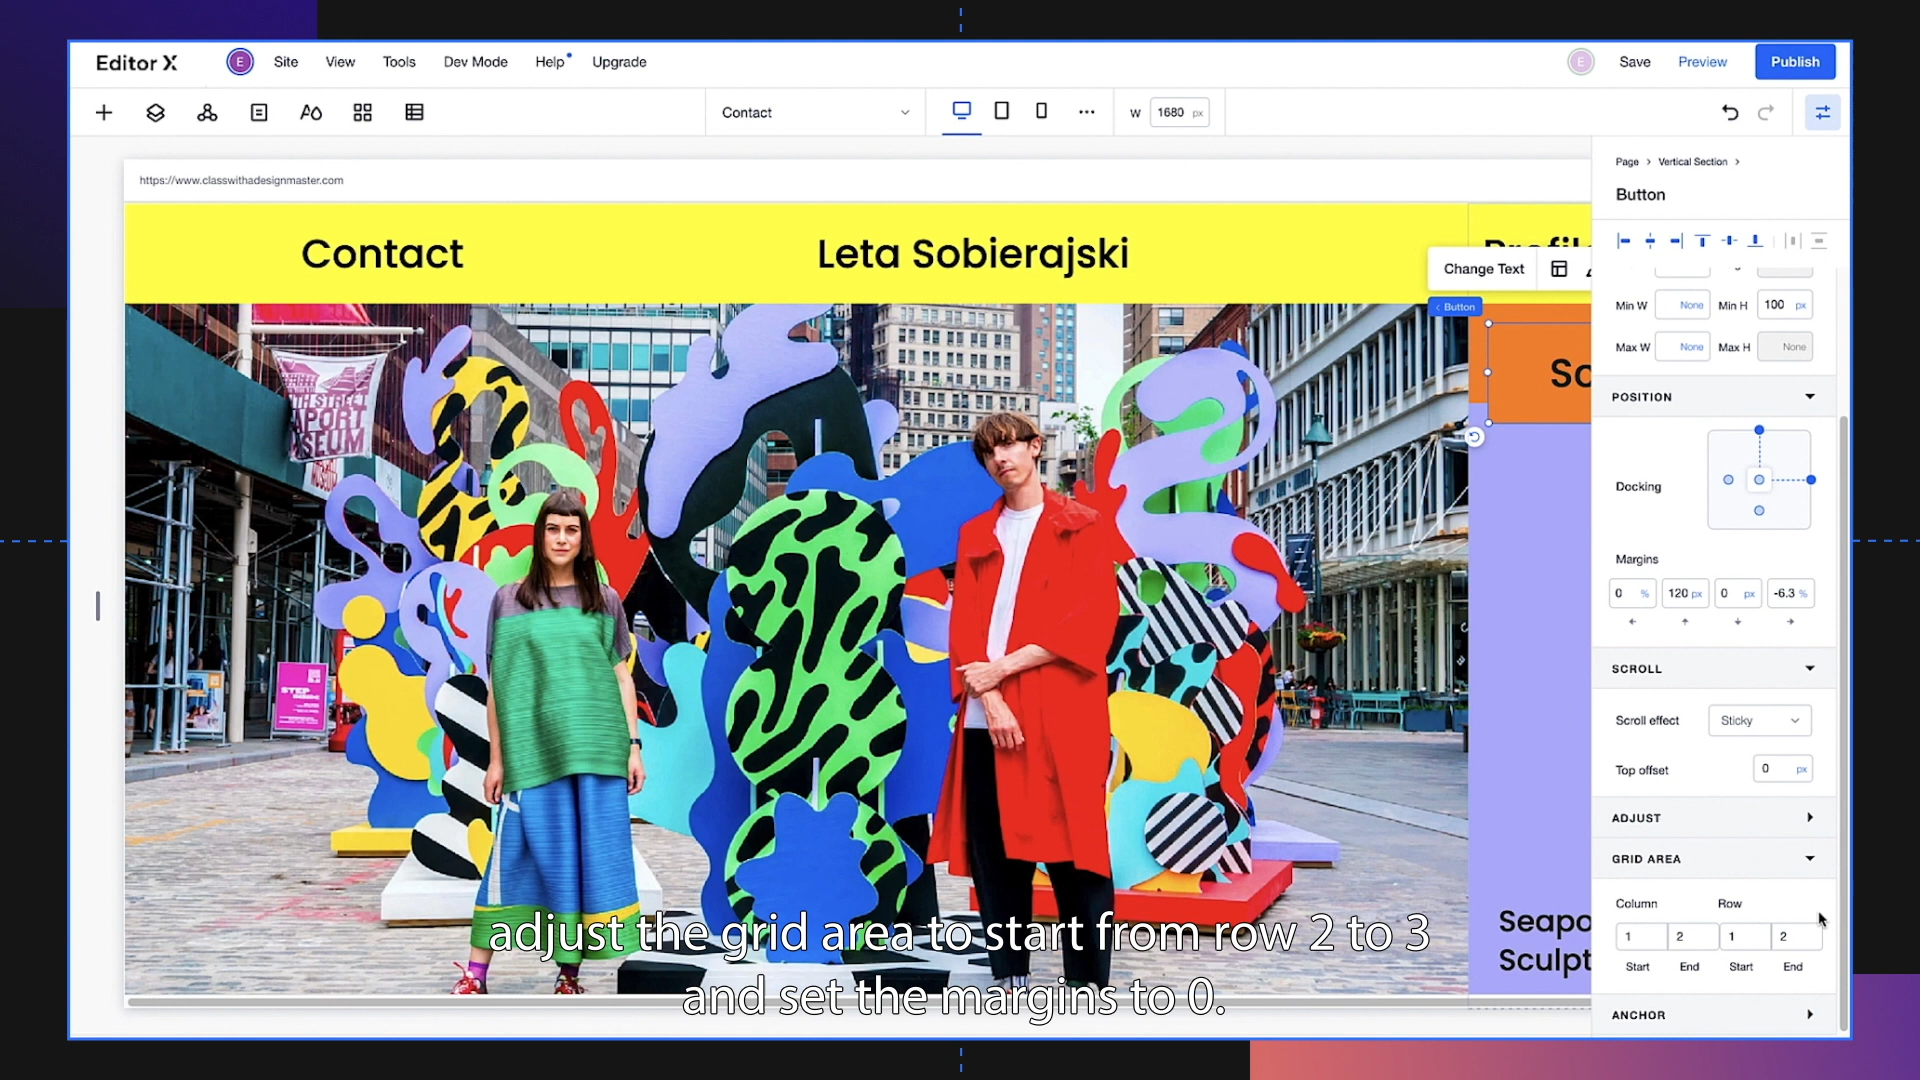 Editor X
E
Site
View
Tools
Dev Mode
Help
Upgrade
E
Save
Preview
Publish
Contact
W 1680 px
https://www.classwithadesignmaster.com
Contact
Leta Sobierajski
Change Text
Button
So
Seapo
Sculpt
STEP
Page > Vertical Section >
Button
Min W None Min H 100 px
Max W None Max H None
POSITION
Docking
Margins
0 % 120 px 0 px -6.3 %
SCROLL
Scroll effect Sticky
Top offset 0 px
ADJUST
GRID AREA
Column Row
1 2 1 2
Start End Start End
ANCHOR
adjust the grid area to start from row 2 to 3
and set the margins to 0.